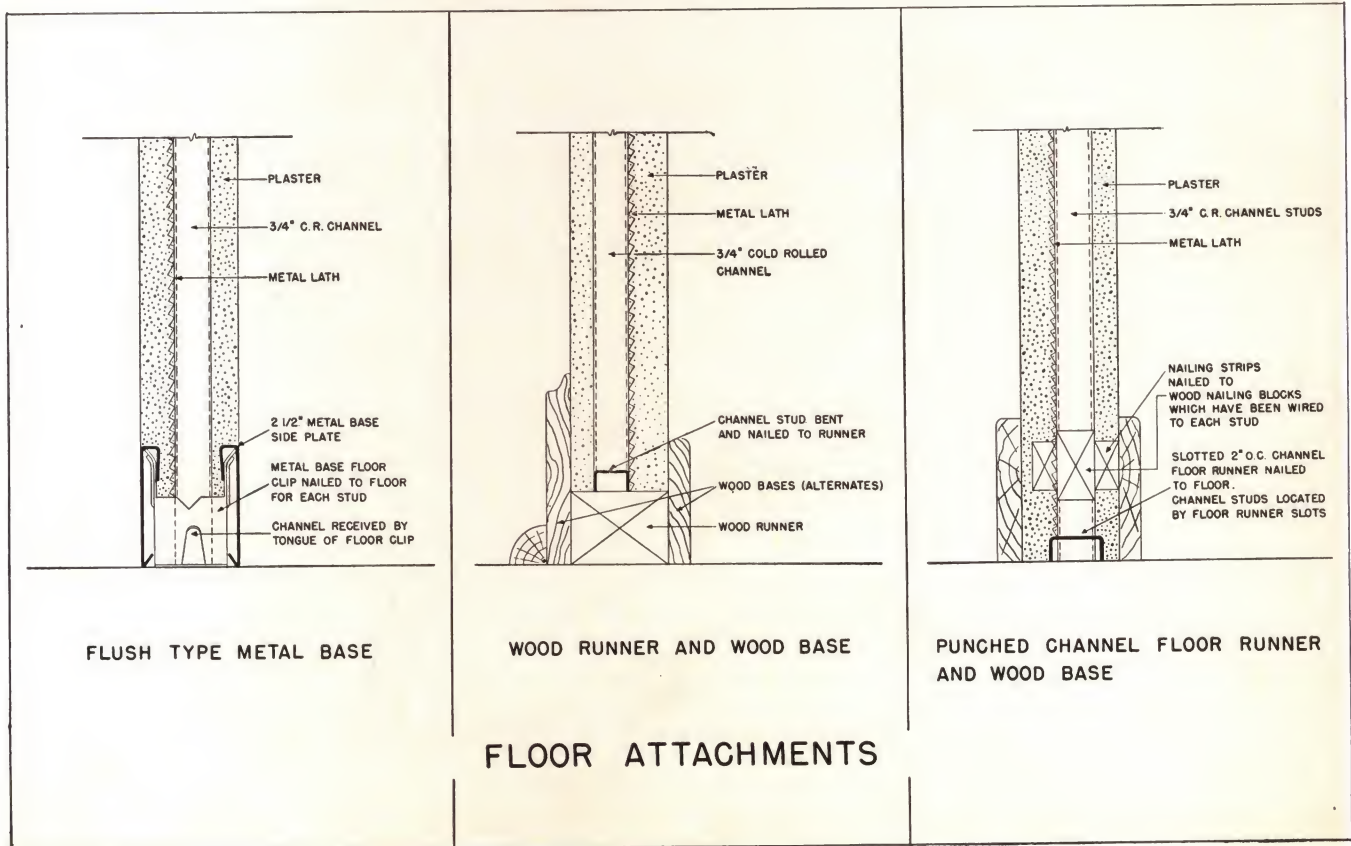 PLASTER
3/4" C.R. CHANNEL
METAL LATH
2 1/2" METAL BASE
SIDE PLATE
METAL BASE FLOOR
CLIP NAILED TO FLOOR
FOR EACH STUD
CHANNEL RECEIVED BY
TONGUE OF FLOOR CLIP
FLUSH TYPE METAL BASE
PLASTER
METAL LATH
3/4" COLD ROLLED
CHANNEL
CHANNEL STUD BENT
AND NAILED TO RUNNER
WOOD BASES (ALTERNATES)
WOOD RUNNER
WOOD RUNNER AND WOOD BASE
PLASTER
3/4" C.R. CHANNEL STUDS
METAL LATH
NAILING STRIPS
NAILED TO
WOOD NAILING BLOCKS
WHICH HAVE BEEN WIRED
TO EACH STUD
SLOTTED 2" O.C. CHANNEL
FLOOR RUNNER NAILED
TO FLOOR.
CHANNEL STUDS LOCATED
BY FLOOR RUNNER SLOTS
PUNCHED CHANNEL FLOOR RUNNER
AND WOOD BASE
FLOOR ATTACHMENTS